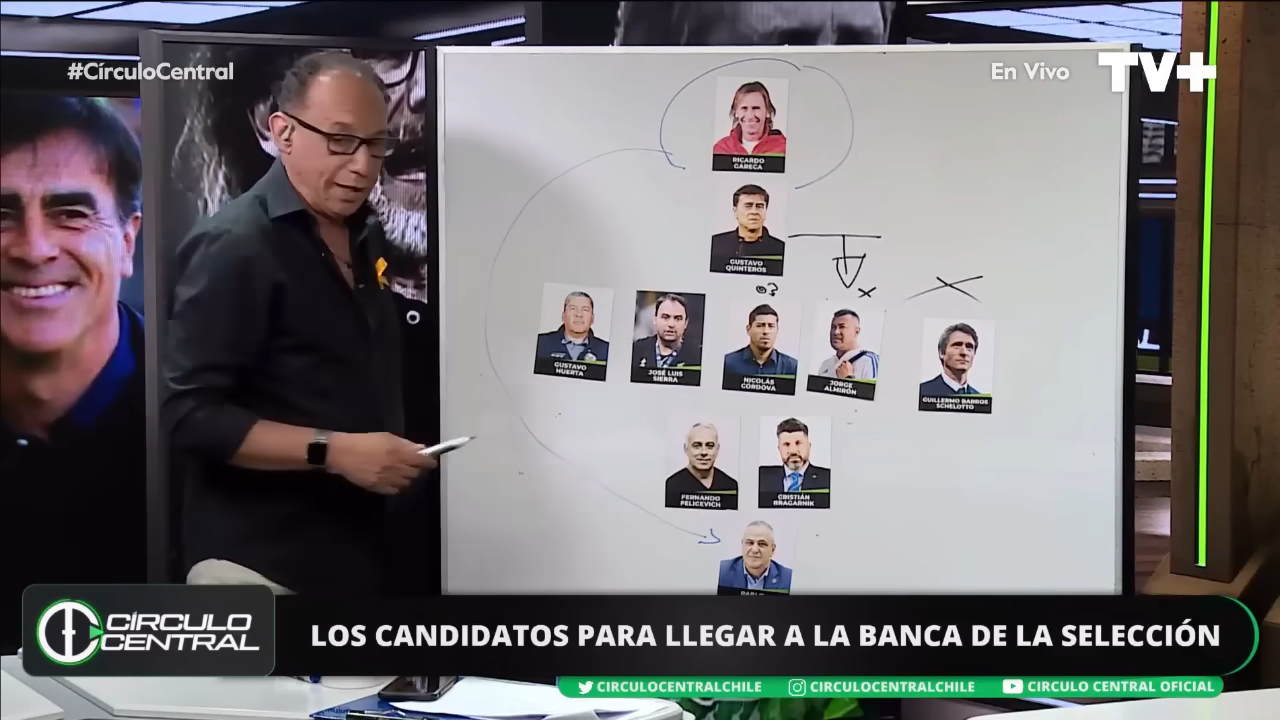 #CírculoCentral
En Vivo
TV+
RICARDO
GARECA
GUSTAVO
QUINTEROS
GUSTAVO
HUERTA
JOSÉ LUIS
SIERRA
NICOLÁS
CÓRDOVA
JORGE
ALMIRÓN
GUILLERMO BARROS
SCHELOTTO
FERNANDO
FELICEVICH
CRISTIÁN
BRAGARNIK
CÍRCULO
CENTRAL
LOS CANDIDATOS PARA LLEGAR A LA BANCA DE LA SELECCIÓN
CIRCULOCENTRALCHILE
CIRCULOCENTRALCHILE
CIRCULO CENTRAL OFICIAL